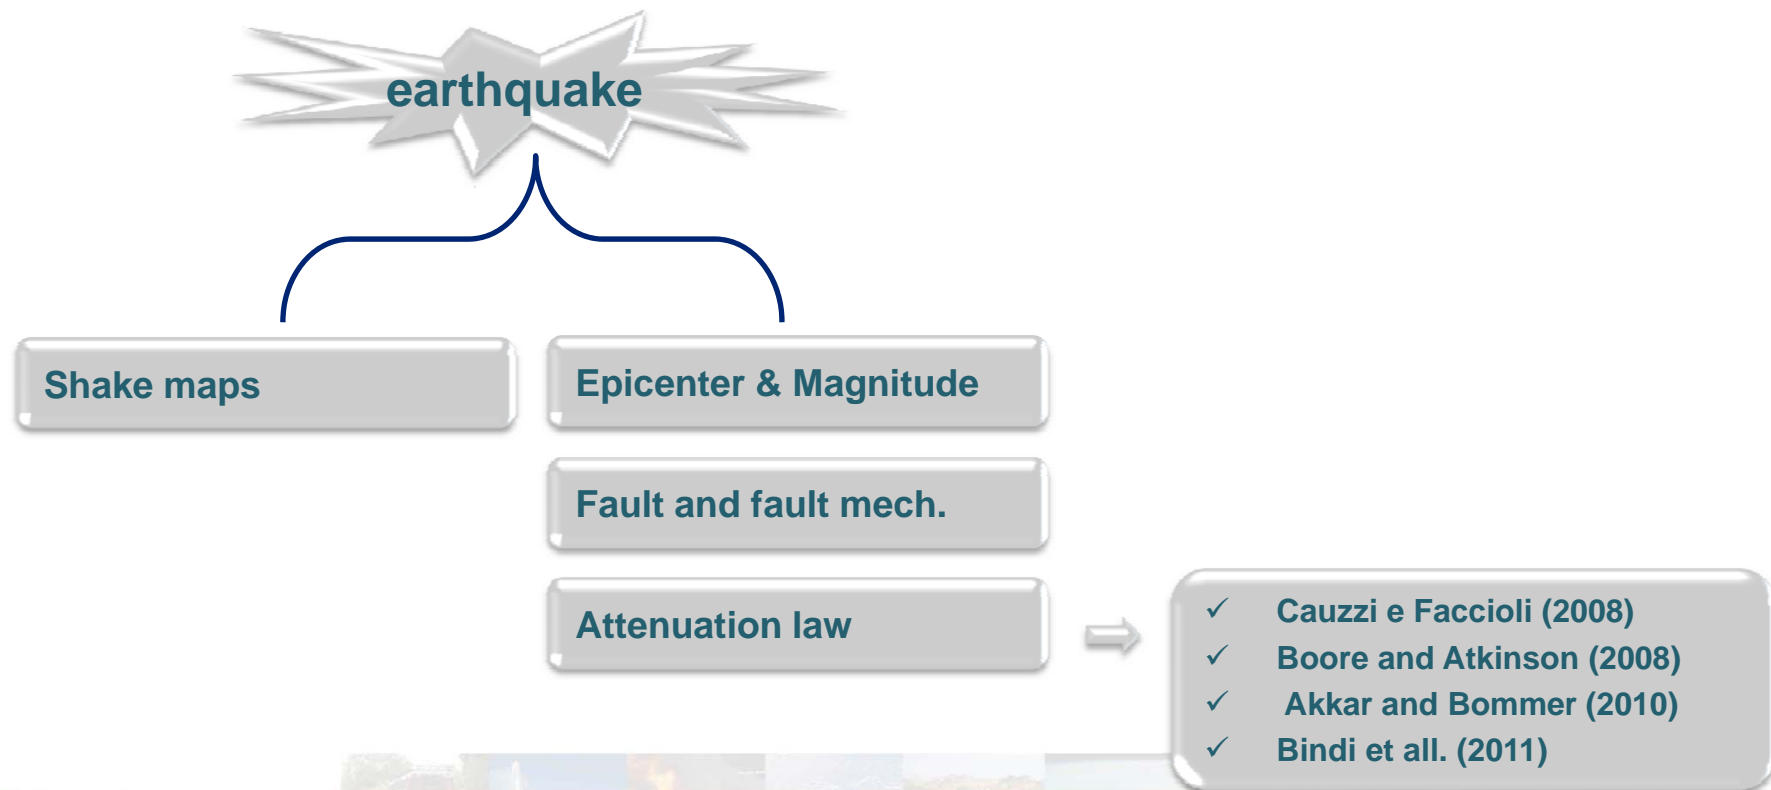 earthquake
Shake maps
Epicenter & Magnitude
Fault and fault mech.
Attenuation law
✓ Cauzzi e Faccioli (2008)
✓ Boore and Atkinson (2008)
✓ Akkar and Bommer (2010)
✓ Bindi et all. (2011)